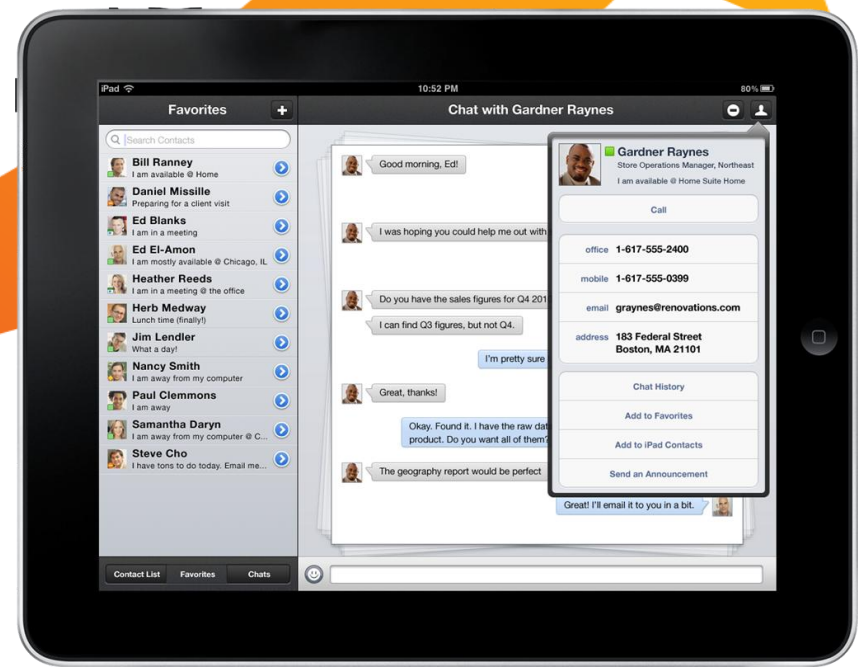 iPad
10:52 PM
80%
Favorites
+
Search Contacts
Bill Ranney
I am available @ Home
Daniel Missille
Preparing for a client visit
Ed Blanks
I am in a meeting
Ed El-Amon
I am mostly available @ Chicago, IL
Heather Reeds
I am in a meeting @ the office
Herb Medway
Lunch time (finally!)
Jim Lendler
What a day!
Nancy Smith
I am away from my computer
Paul Clemmons
I am away
Samantha Daryn
I am away from my computer @ C...
Steve Cho
I have tons to do today. Email me...
Contact List
Favorites
Chats
Chat with Gardner Raynes
Good morning, Ed!
I was hoping you could help me out with
Do you have the sales figures for Q4 201
I can find Q3 figures, but not Q4.
I'm pretty sure
Great, thanks!
Okay. Found it. I have the raw dat
product. Do you want all of them?
The geography report would be perfect
Great! I'll email it to you in a bit.
Gardner Raynes
Store Operations Manager, Northeast
I am available @ Home Suite Home
Call
office 1-617-555-2400
mobile 1-617-555-0399
email graynes@renovations.com
address 183 Federal Street
Boston, MA 21101
Chat History
Add to Favorites
Add to iPad Contacts
Send an Announcement